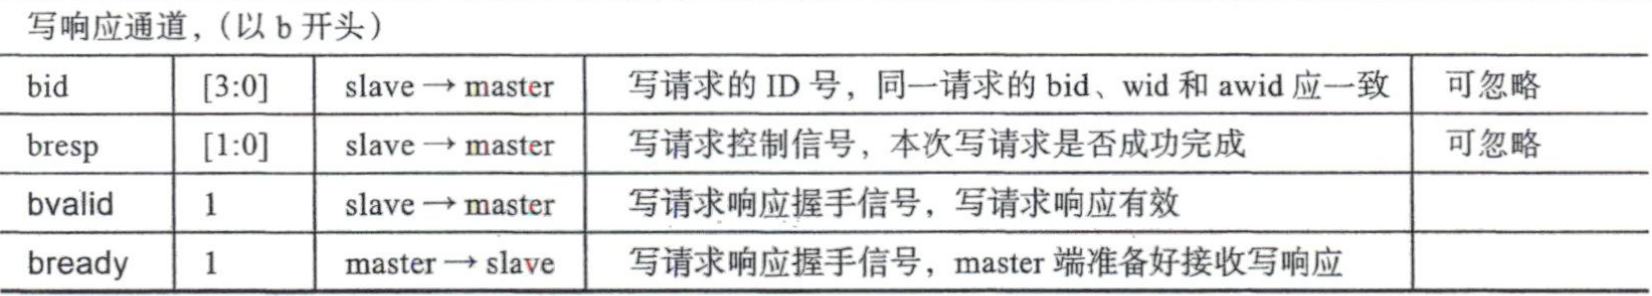 写响应通道，（以 b 开头）
bid [3:0] slave → master 写请求的 ID 号，同一请求的 bid、wid 和 awid 应一致 可忽略
bresp [1:0] slave → master 写请求控制信号，本次写请求是否成功完成 可忽略
bvalid 1 slave → master 写请求响应握手信号，写请求响应有效
bready 1 master → slave 写请求响应握手信号，master 端准备好接收写响应